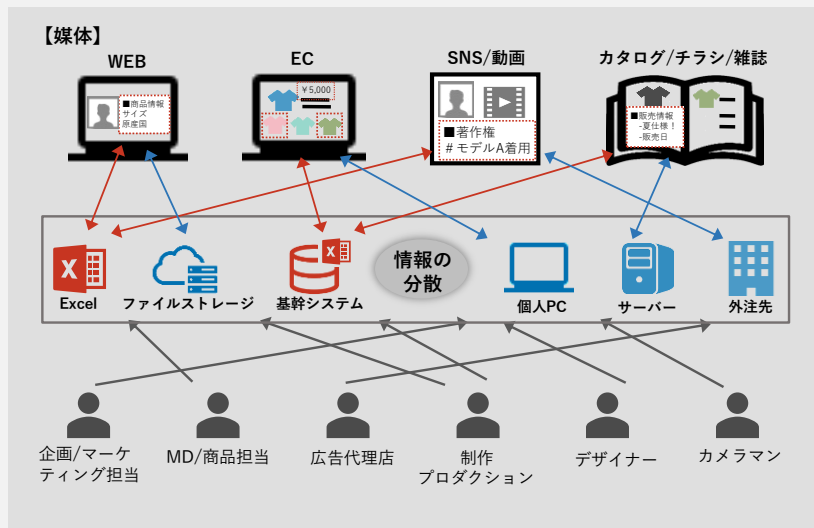 【媒体】
WEB
EC
SNS/動画
カタログ/チラシ/雑誌
■商品情報
サイズ
原産国
￥5,000
■著作権
＃モデルA着用
■販売情報
-夏仕様！
-販売日
情報の
分散
X
X
Excel
ファイルストレージ
基幹システム
個人PC
サーバー
外注先
企画/マーケ
ティング担当
MD/商品担当
広告代理店
制作
プロダクション
デザイナー
カメラマン